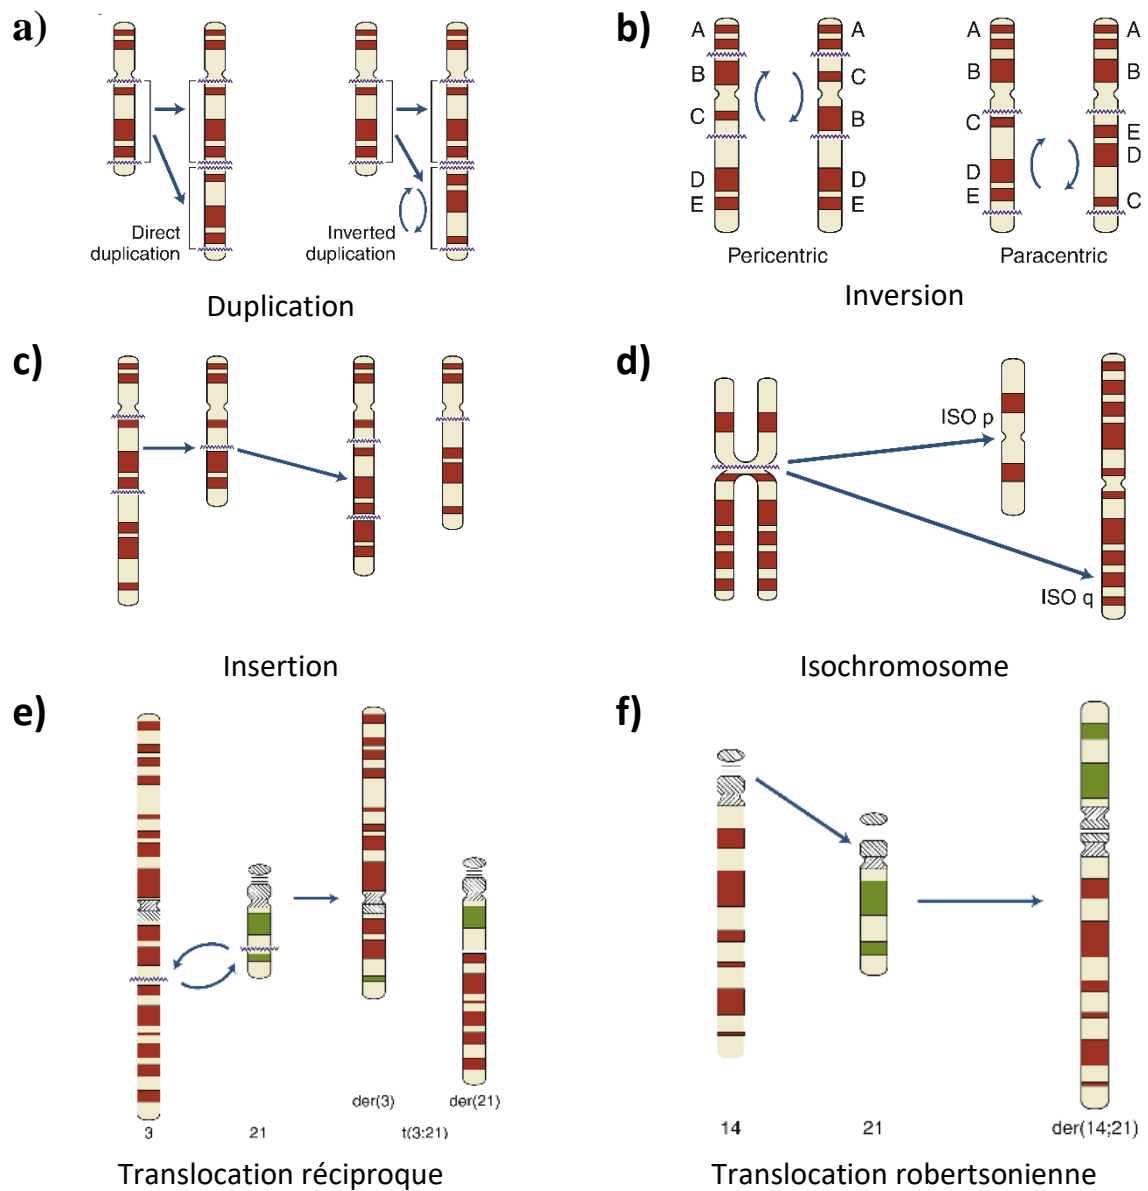 a)
Direct
duplication
Inverted
duplication
Duplication
b)
A
B
C
D
E
A
C
B
D
E
Pericentric
A
B
C
D
E
A
B
E
D
C
Paracentric
Inversion
c)
Insertion
d)
ISO p
ISO q
Isochromosome
e)
3
21
der(3)
der(21)
t(3;21)
Translocation réciproque
f)
14
21
der(14;21)
Translocation robertsonienne